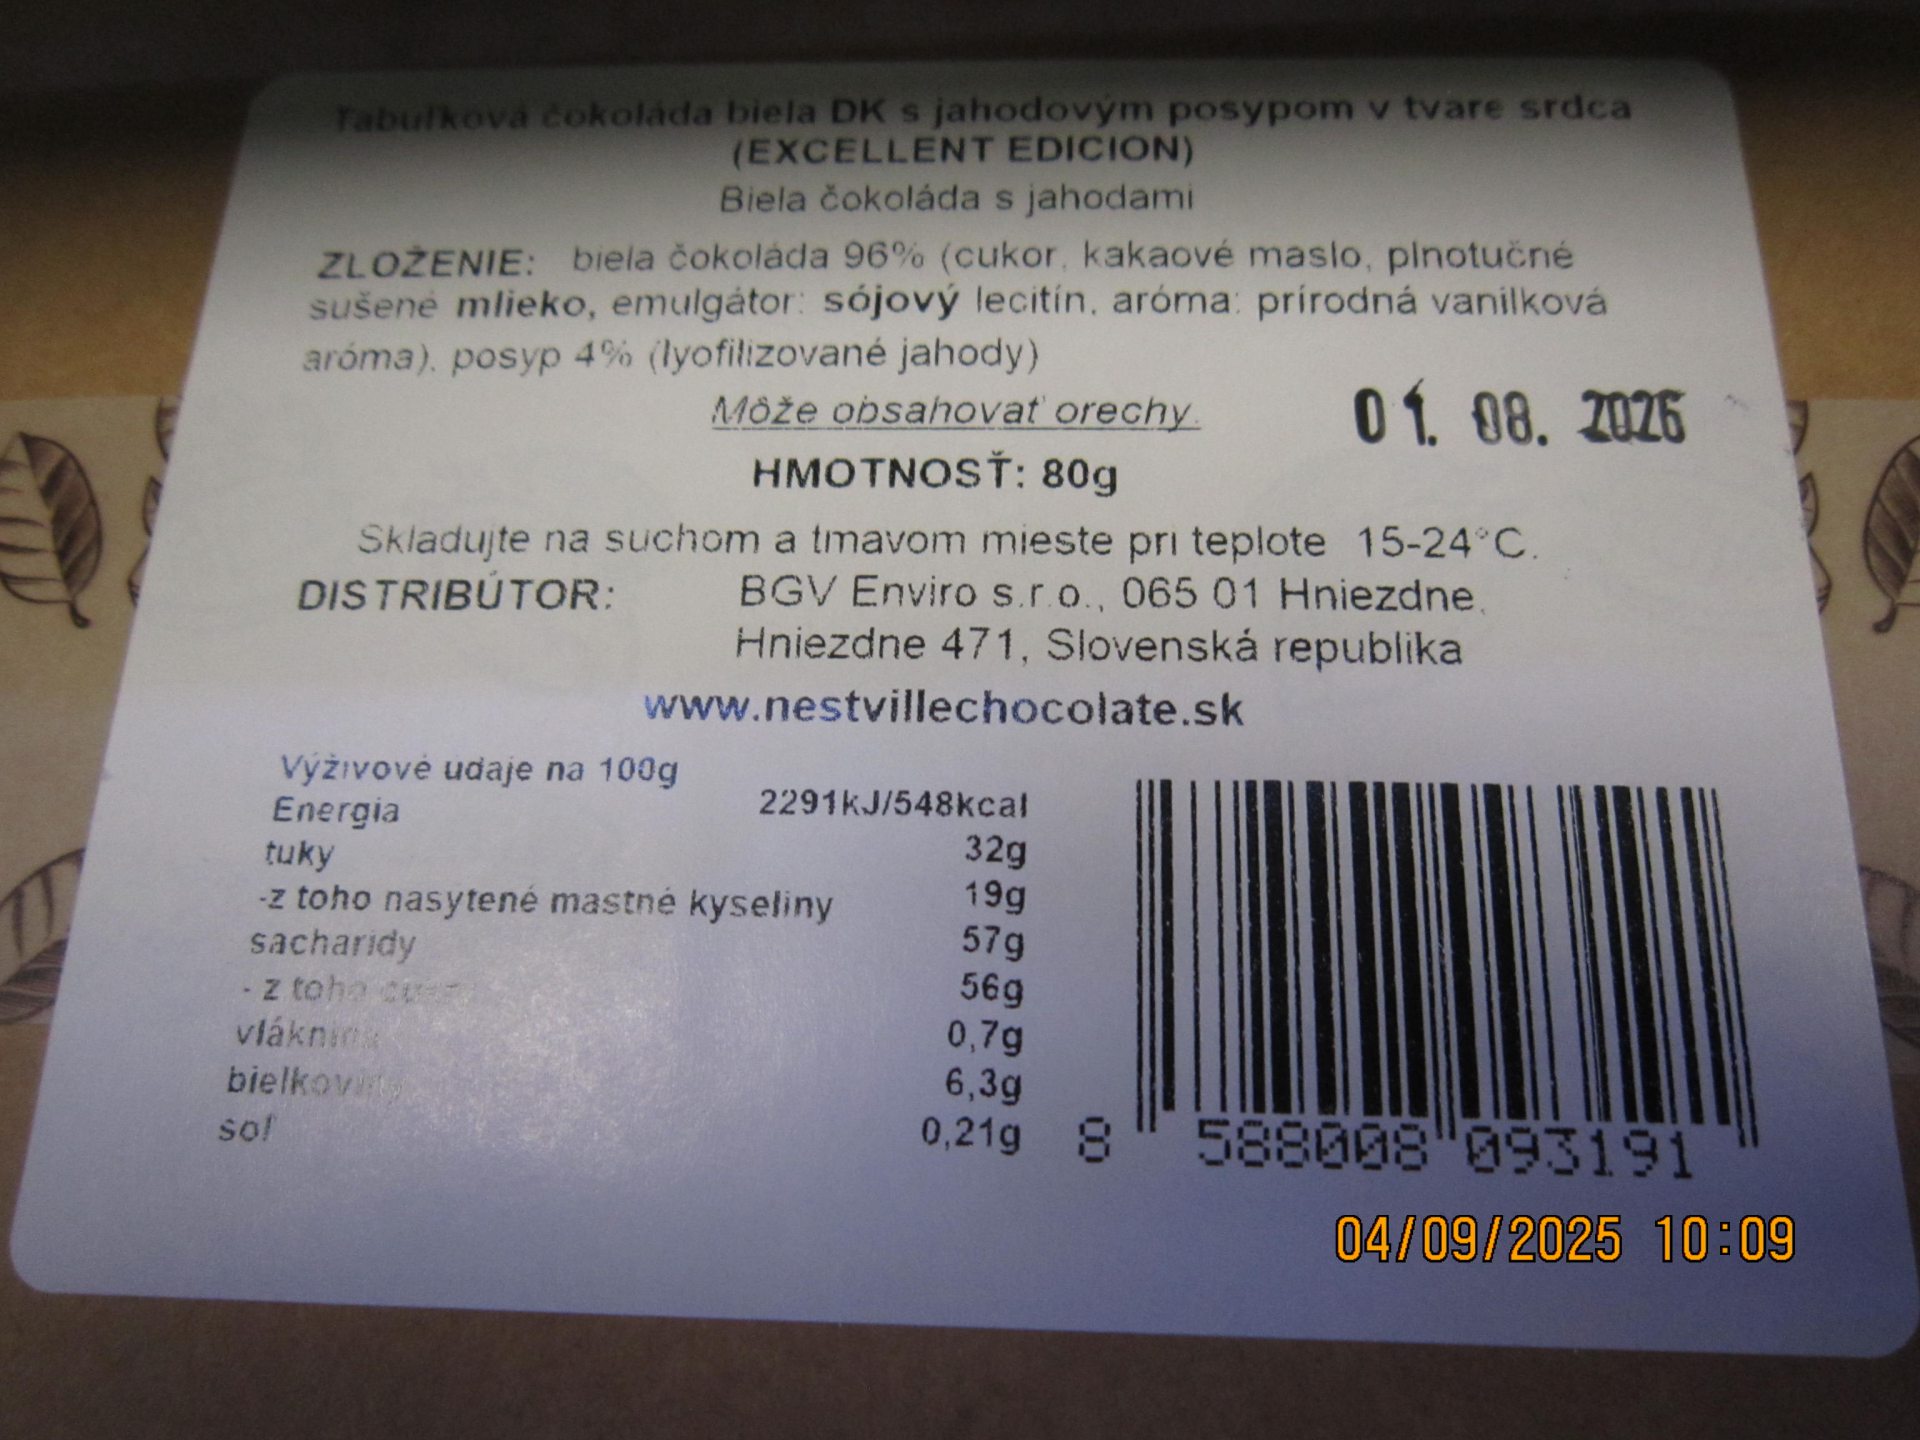 Tabuľková čokoláda biela DK s jahodovým posypom v tvare srdca
(EXCELLENT EDICION)
Biela čokoláda s jahodami
ZLOŽENIE: biela čokoláda 96% (cukor, kakaové maslo, plnotučné
sušené mlieko, emulgátor: sójový lecitín, aróma: prírodná vanilková
aróma), posyp 4% (lyofilizované jahody)
Môže obsahovať orechy.
01. 08. 2026
HMOTNOSŤ: 80g
Skladujte na suchom a tmavom mieste pri teplote 15-24°C.
DISTRIBÚTOR: BGV Enviro s.r.o., 065 01 Hniezdne,
Hniezdne 471, Slovenská republika
www.nestvillechocolate.sk
Výživové údaje na 100g
Energia 2291kJ/548kcal
tuky 32g
-z toho nasytené mastné kyseliny 19g
sacharidy 57g
- z toho 56g
vlákniny 0,7g
bielkoviny 6,3g
soľ 0,21g
8 588008 093191
04/09/2025 10:09